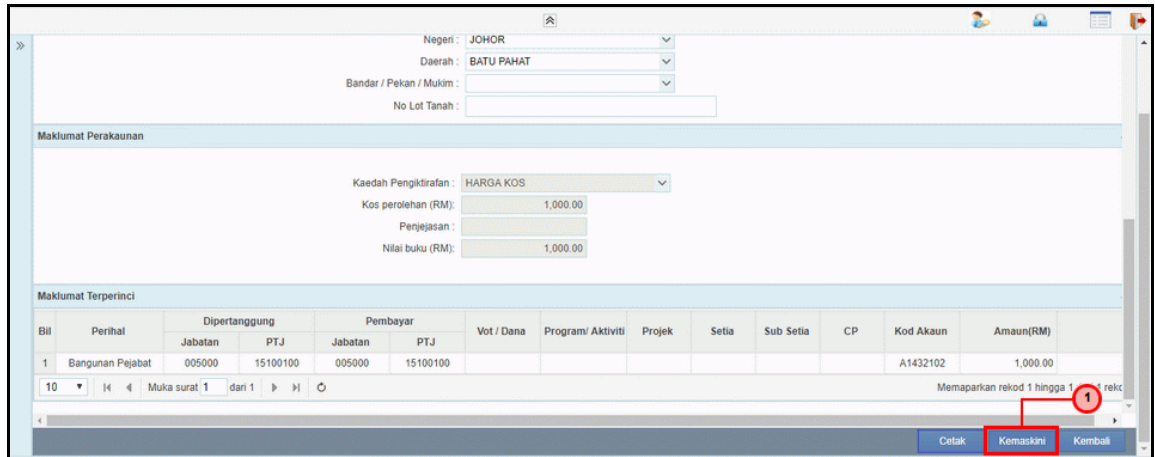 Negeri : JOHOR
Daerah : BATU PAHAT
Bandar / Pekan / Mukim :
No Lot Tanah :
Maklumat Perakaunan
Kaedah Pengiktirafan : HARGA KOS
Kos perolehan (RM): 1,000.00
Penjejasan :
Nilai buku (RM): 1,000.00
Maklumat Terperinci
Bil Perihal Dipertanggung Pembayar Vot / Dana Program/ Aktiviti Projek Setia Sub Setia CP Kod Akaun Amaun(RM)
Jabatan PTJ Jabatan PTJ
1 Bangunan Pejabat 005000 15100100 005000 15100100 A1432102 1,000.00
10 Muka surat 1 dari 1 Memaparkan rekod 1 hingga 1
1
Cetak Kemaskini Kembali